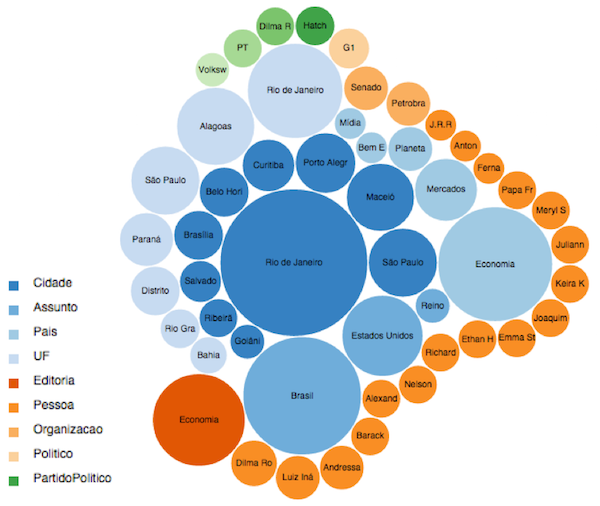 Dilma R
Hatch
PT
G1
Volksw
Rio de Janeiro
Senado
Petrobra
Alagoas
Mídia
J.R.R
Bem E
Planeta
Anton
Curitiba
Porto Alegr
Ferna
São Paulo
Belo Hori
Maceió
Mercados
Papa Fr
Meryl S
Paraná
Brasília
Juliann
Rio de Janeiro
São Paulo
Economia
Salvado
Keira K
Distrito
Reino
Ribeirã
Joaquim
Rio Gra
Goiâni
Estados Unidos
Ethan H
Emma St
Bahia
Richard
Nelson
Brasil
Alexand
Economia
Barack
Dilma Ro
Luiz Iná
Andressa
Cidade
Assunto
Pais
UF
Editoria
Pessoa
Organizacao
Politico
PartidoPolitico